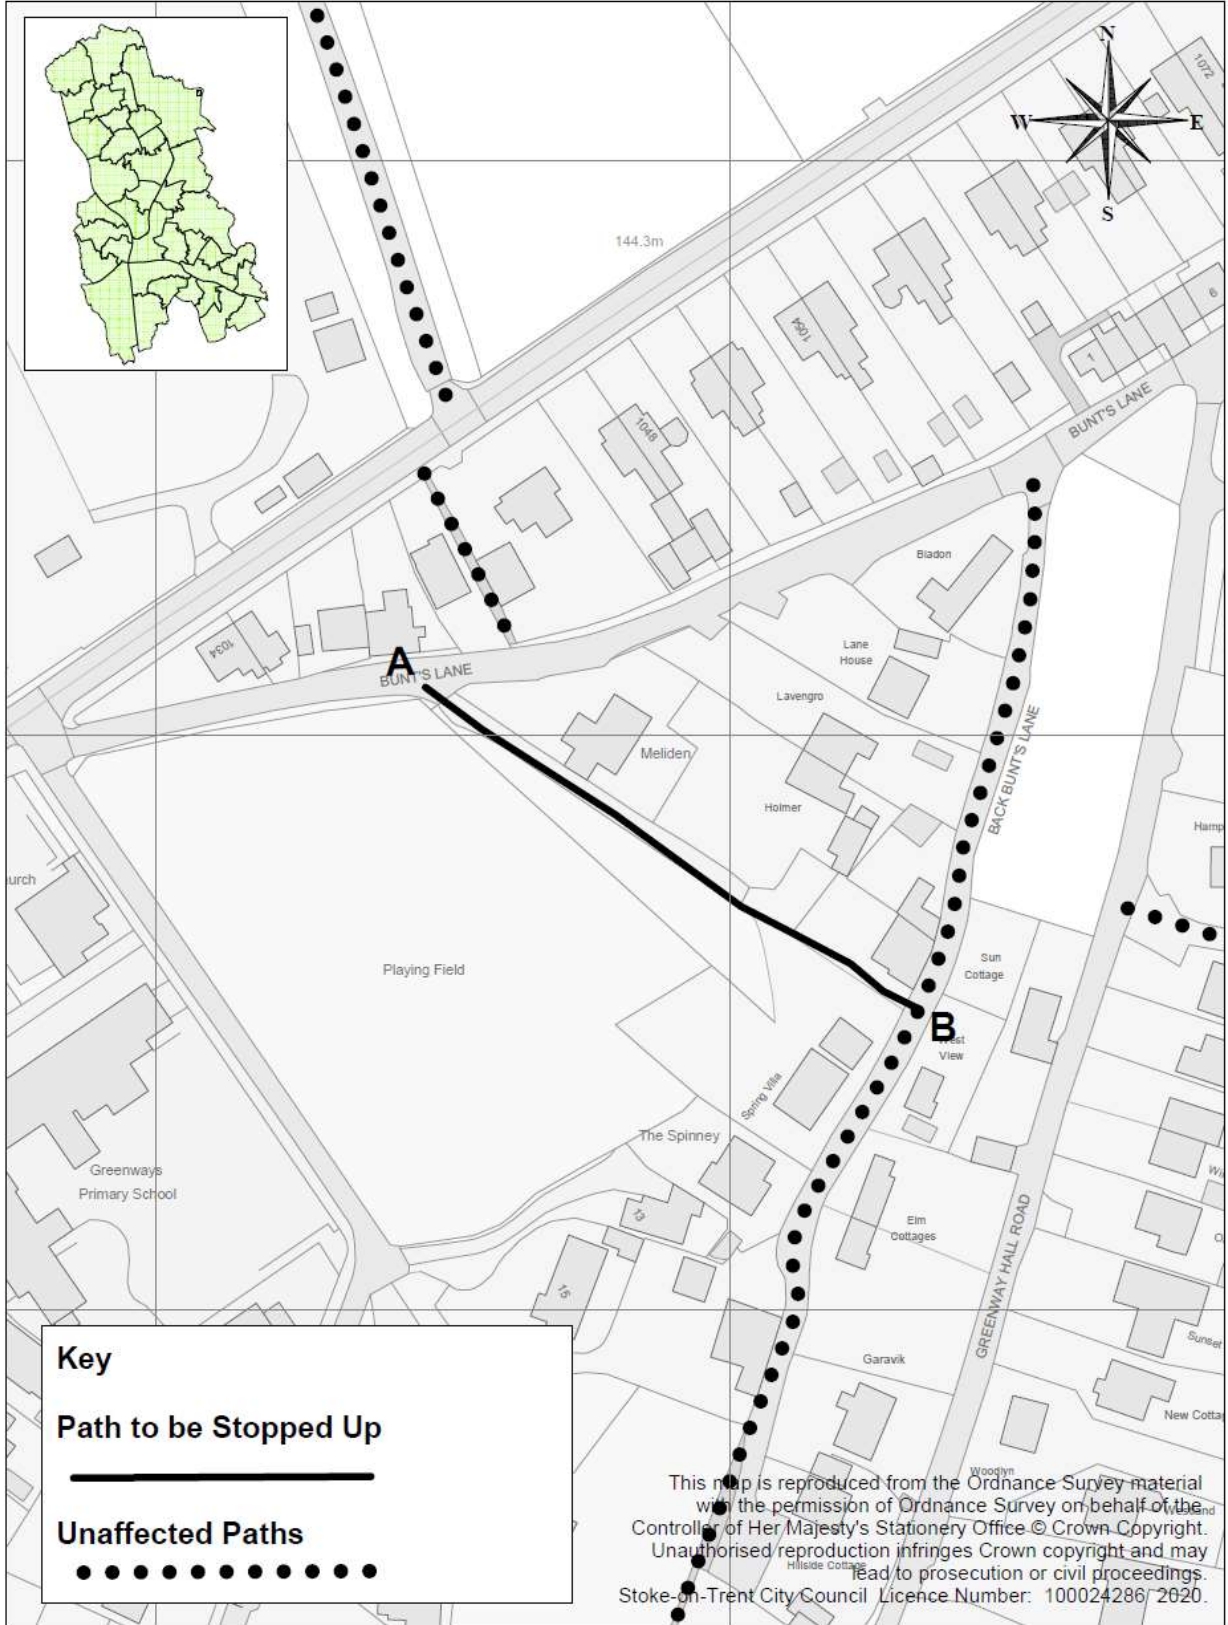 N
W
E
S
1072
144.3m
6
1064
1
BUNT'S LANE
1048
Bladon
1034
A
BUNT'S LANE
Lane
House
Lavengro
Meliden
BACK BUNT'S LANE
Holmer
Playing Field
Sun
Cottage
B
West
View
Spring Villa
The Spinney
Greenways
Primary School
13
Elm
Cottages
15
GREENWAY HALL ROAD
Sunset
Garavik
New Cotta
Key
Path to be Stopped Up
Unaffected Paths
Woodlyn
This map is reproduced from the Ordnance Survey material
with the permission of Ordnance Survey on behalf of the
Controller of Her Majesty's Stationery Office © Crown Copyright.
Unauthorised reproduction infringes Crown copyright and may
lead to prosecution or civil proceedings.
Hillside Cottage
Stoke-on-Trent City Council Licence Number: 100024286 2020.